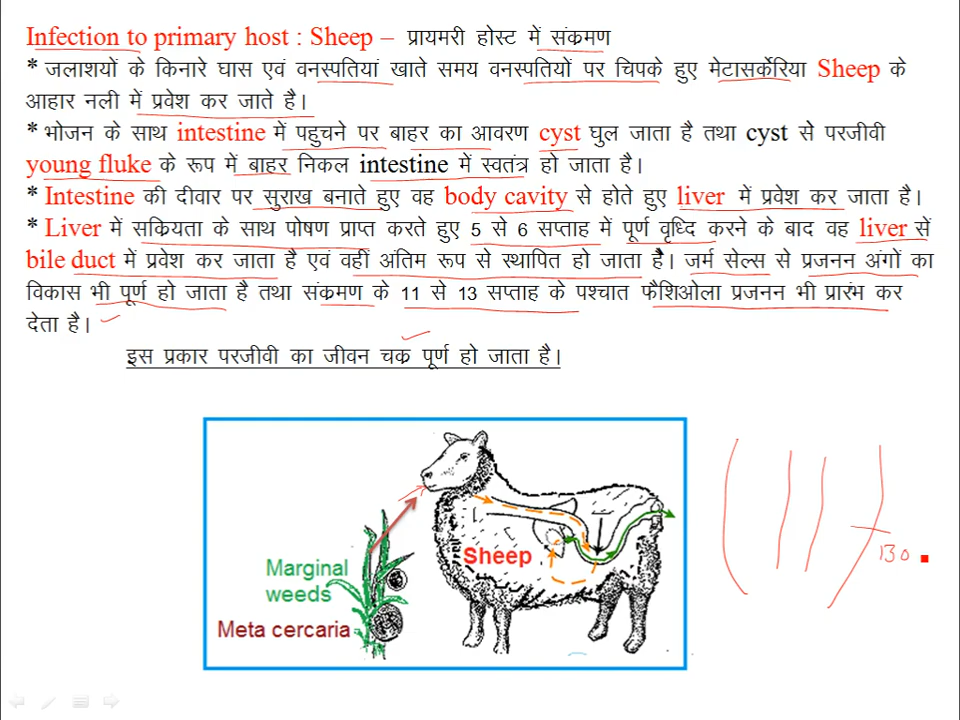 Infection to primary host : Sheep – प्रायमरी होस्ट में संक्रमण
* जलाशयों के किनारे घास एवं वनस्पतियां खाते समय वनस्पतियों पर चिपके हुए मेटासर्केरिया Sheep के
आहार नली में प्रवेश कर जाते है।
* भोजन के साथ intestine में पहुचने पर बाहर का आवरण cyst घुल जाता है तथा cyst से परजीवी
young fluke के रूप में बाहर निकल intestine में स्वतंत्र हो जाता है।
* Intestine की दीवार पर सुराख बनाते हुए वह body cavity से होते हुए liver में प्रवेश कर जाता है।
* Liver में सक्रियता के साथ पोषण प्राप्त करते हुए 5 से 6 सप्ताह में पूर्ण वृध्दि करने के बाद वह liver सें
bile duct में प्रवेश कर जाता है एवं वहीं अंतिम रूप से स्थापित हो जाता है। जर्म सेल्स से प्रजनन अंगों का
विकास भी पूर्ण हो जाता है तथा संक्रमण के 11 से 13 सप्ताह के पश्चात फैशिओला प्रजनन भी प्रारंभ कर
देता है।
इस प्रकार परजीवी का जीवन चक्र पूर्ण हो जाता है।
Sheep
Marginal
weeds
Meta cercaria
130